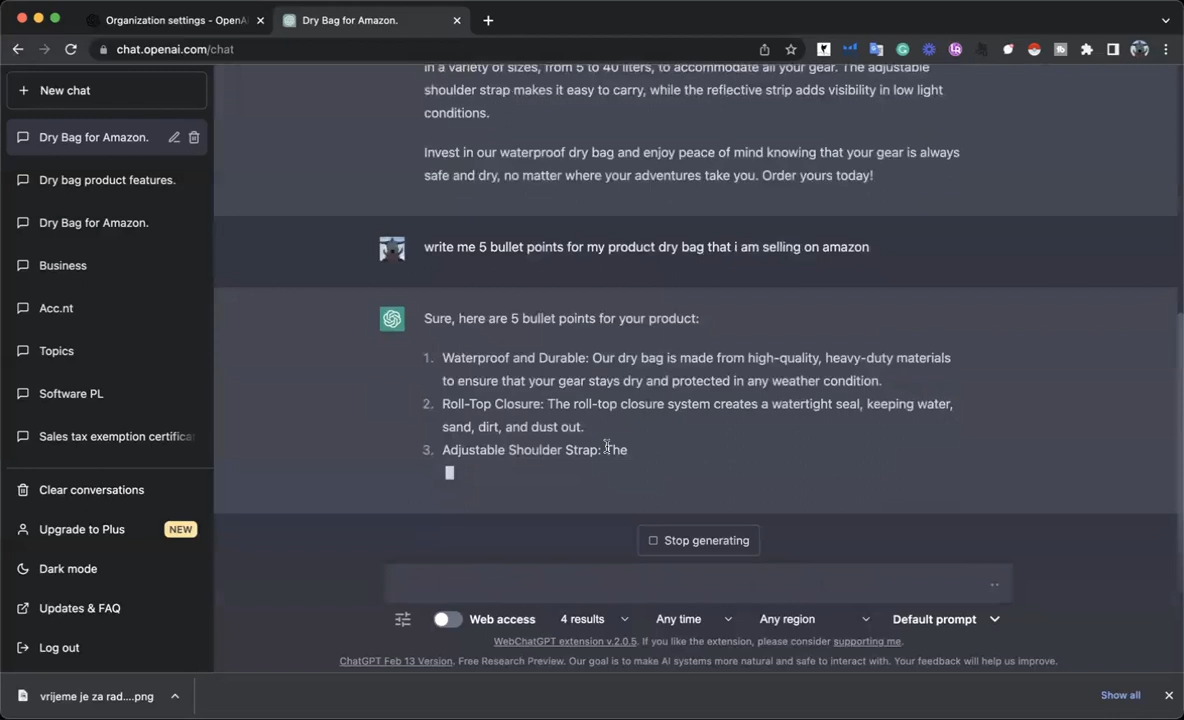 Organization settings - OpenAI
Dry Bag for Amazon.
chat.openai.com/chat
New chat
Dry Bag for Amazon.
Dry bag product features.
Dry Bag for Amazon.
Business
Acc.nt
Topics
Software PL
Sales tax exemption certifica
Clear conversations
Upgrade to Plus NEW
Dark mode
Updates & FAQ
Log out
in a variety of sizes, from 5 to 40 liters, to accommodate all your gear. The adjustable
shoulder strap makes it easy to carry, while the reflective strip adds visibility in low light
conditions.
Invest in our waterproof dry bag and enjoy peace of mind knowing that your gear is always
safe and dry, no matter where your adventures take you. Order yours today!
write me 5 bullet points for my product dry bag that i am selling on amazon
Sure, here are 5 bullet points for your product:
1. Waterproof and Durable: Our dry bag is made from high-quality, heavy-duty materials
to ensure that your gear stays dry and protected in any weather condition.
2. Roll-Top Closure: The roll-top closure system creates a watertight seal, keeping water,
sand, dirt, and dust out.
3. Adjustable Shoulder Strap: The
Stop generating
Web access 4 results Any time Any region Default prompt
WebChatGPT extension v.2.0.5. If you like the extension, please consider supporting me.
ChatGPT Feb 13 Version. Free Research Preview. Our goal is to make AI systems more natural and safe to interact with. Your feedback will help us improve.
vrijeme je za rad....png
Show all